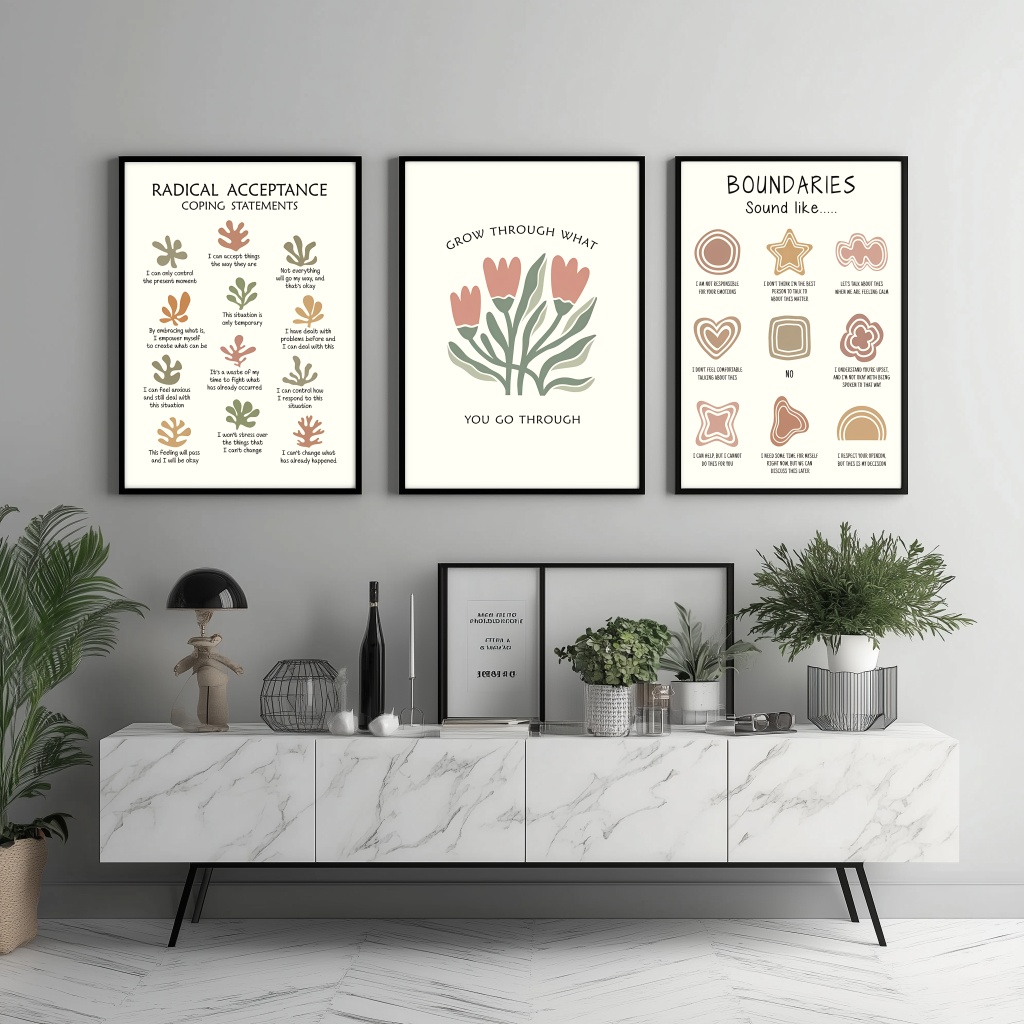 RADICAL ACCEPTANCE
COPING STATEMENTS
I can only control
the present moment
I can accept things
the way they are
Not everything
will go my way, and
that's okay
By embracing what is,
I empower myself
to create what can be
This situation is
only temporary
I have dealt with
problems before and
I can deal with this
I can feel anxious
and still deal with
this situation
It's a waste of my
time to fight what
has already occurred
I can control how
I respond to this
situation
This feeling will pass
and I will be okay
I won't stress over
the things that
I can't change
I can't change what
has already happened
GROW THROUGH WHAT
YOU GO THROUGH
BOUNDARIES
Sound like.....
I AM NOT RESPONSIBLE
FOR YOUR EMOTIONS
I DON'T THINK I'M THE BEST
PERSON TO TALK TO
ABOUT THIS MATTER
LET'S TALK ABOUT THIS
WHEN WE ARE FEELING CALM
I DON'T FEEL COMFORTABLE
TALKING ABOUT THIS
NO
I UNDERSTAND YOU'RE UPSET,
AND I'M NOT OKAY WITH BEING
SPOKEN TO THAT WAY
I CAN HELP, BUT I CANNOT
DO THIS FOR YOU
I NEED SOME TIME FOR MYSELF
RIGHT NOW, BUT WE CAN
DISCUSS THIS LATER
I RESPECT YOUR OPINION,
BUT THIS IS MY DECISION